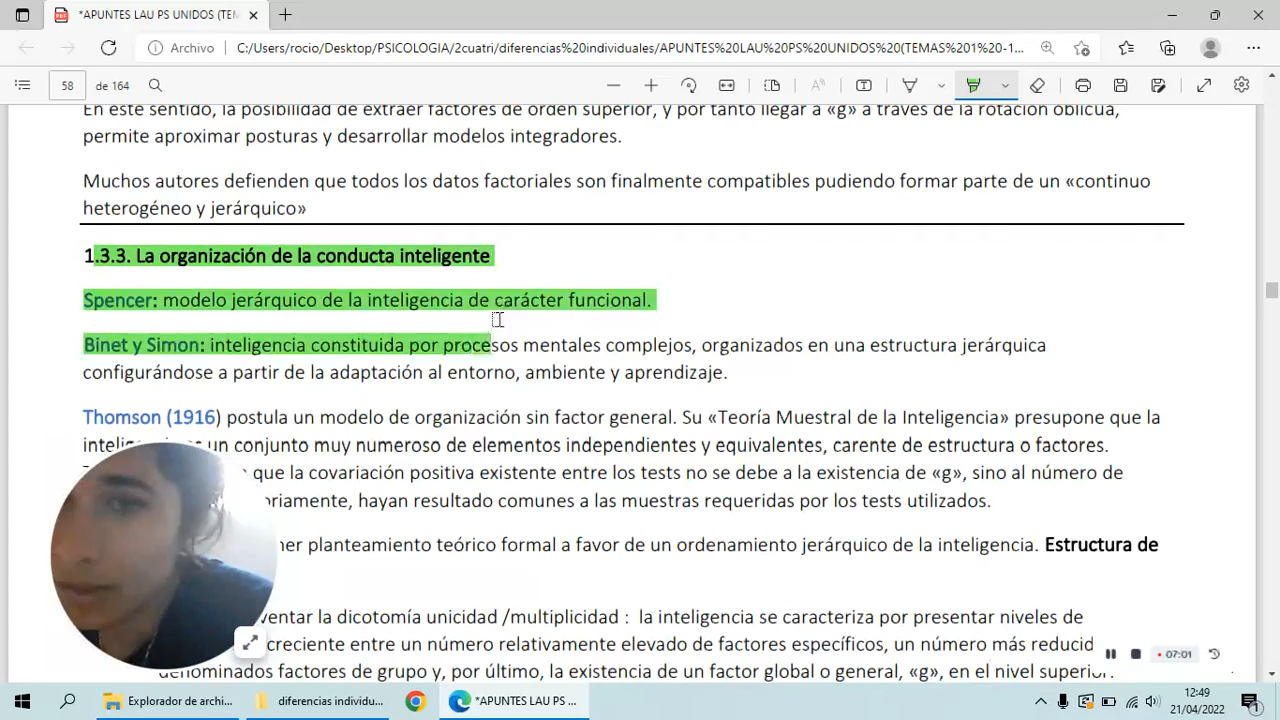 *APUNTES LAU PS UNIDOS (TEM
Archivo
C:/Users/rocio/Desktop/PSICOLOGIA/2cuatri/diferencias%20individuales/APUNTES%20LAU%20PS%20UNIDOS%20(TEMAS%201%20-1...
58 de 164
En este sentido, la posibilidad de extraer factores de orden superior, y por tanto llegar a «g» a través de la rotación oblicua,
permite aproximar posturas y desarrollar modelos integradores.
Muchos autores defienden que todos los datos factoriales son finalmente compatibles pudiendo formar parte de un «continuo
heterogéneo y jerárquico»
1.3.3. La organización de la conducta inteligente
Spencer: modelo jerárquico de la inteligencia de carácter funcional.
Binet y Simon: inteligencia constituida por procesos mentales complejos, organizados en una estructura jerárquica
configurándose a partir de la adaptación al entorno, ambiente y aprendizaje.
Thomson (1916) postula un modelo de organización sin factor general. Su «Teoría Muestral de la Inteligencia» presupone que la
un conjunto muy numeroso de elementos independientes y equivalentes, carente de estructura o factores.
que la covariación positiva existente entre los tests no se debe a la existencia de «g», sino al número de
hayan resultado comunes a las muestras requeridas por los tests utilizados.
planteamiento teórico formal a favor de un ordenamiento jerárquico de la inteligencia. Estructura de
la dicotomía unicidad /multiplicidad : la inteligencia se caracteriza por presentar niveles de
creciente entre un número relativamente elevado de factores específicos, un número más reducid
denominados factores de grupo y, por último, la existencia de un factor global o general, «g», en el nivel superior.
07:01
Explorador de archi...
diferencias individu...
*APUNTES LAU PS ...
12:49
21/04/2022